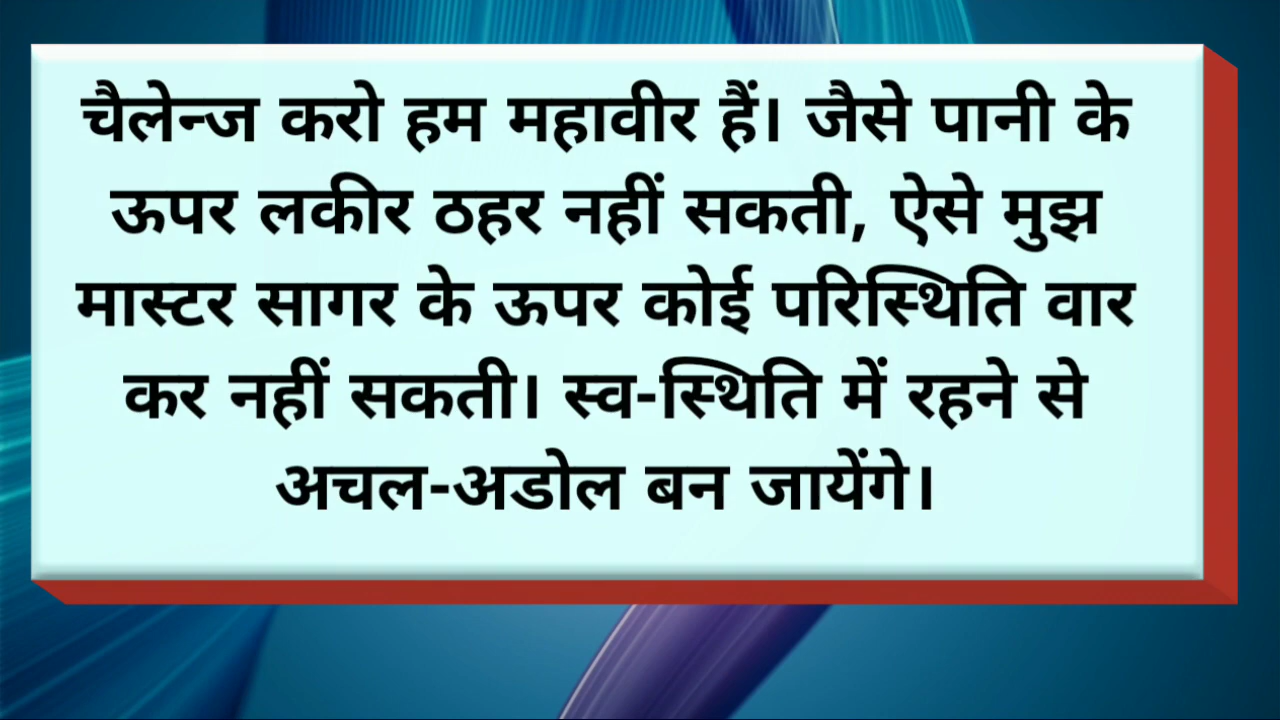 चैलेन्ज करो हम महावीर हैं। जैसे पानी के
ऊपर लकीर ठहर नहीं सकती, ऐसे मुझ
मास्टर सागर के ऊपर कोई परिस्थिति वार
कर नहीं सकती। स्व-स्थिति में रहने से
अचल-अडोल बन जायेंगे।